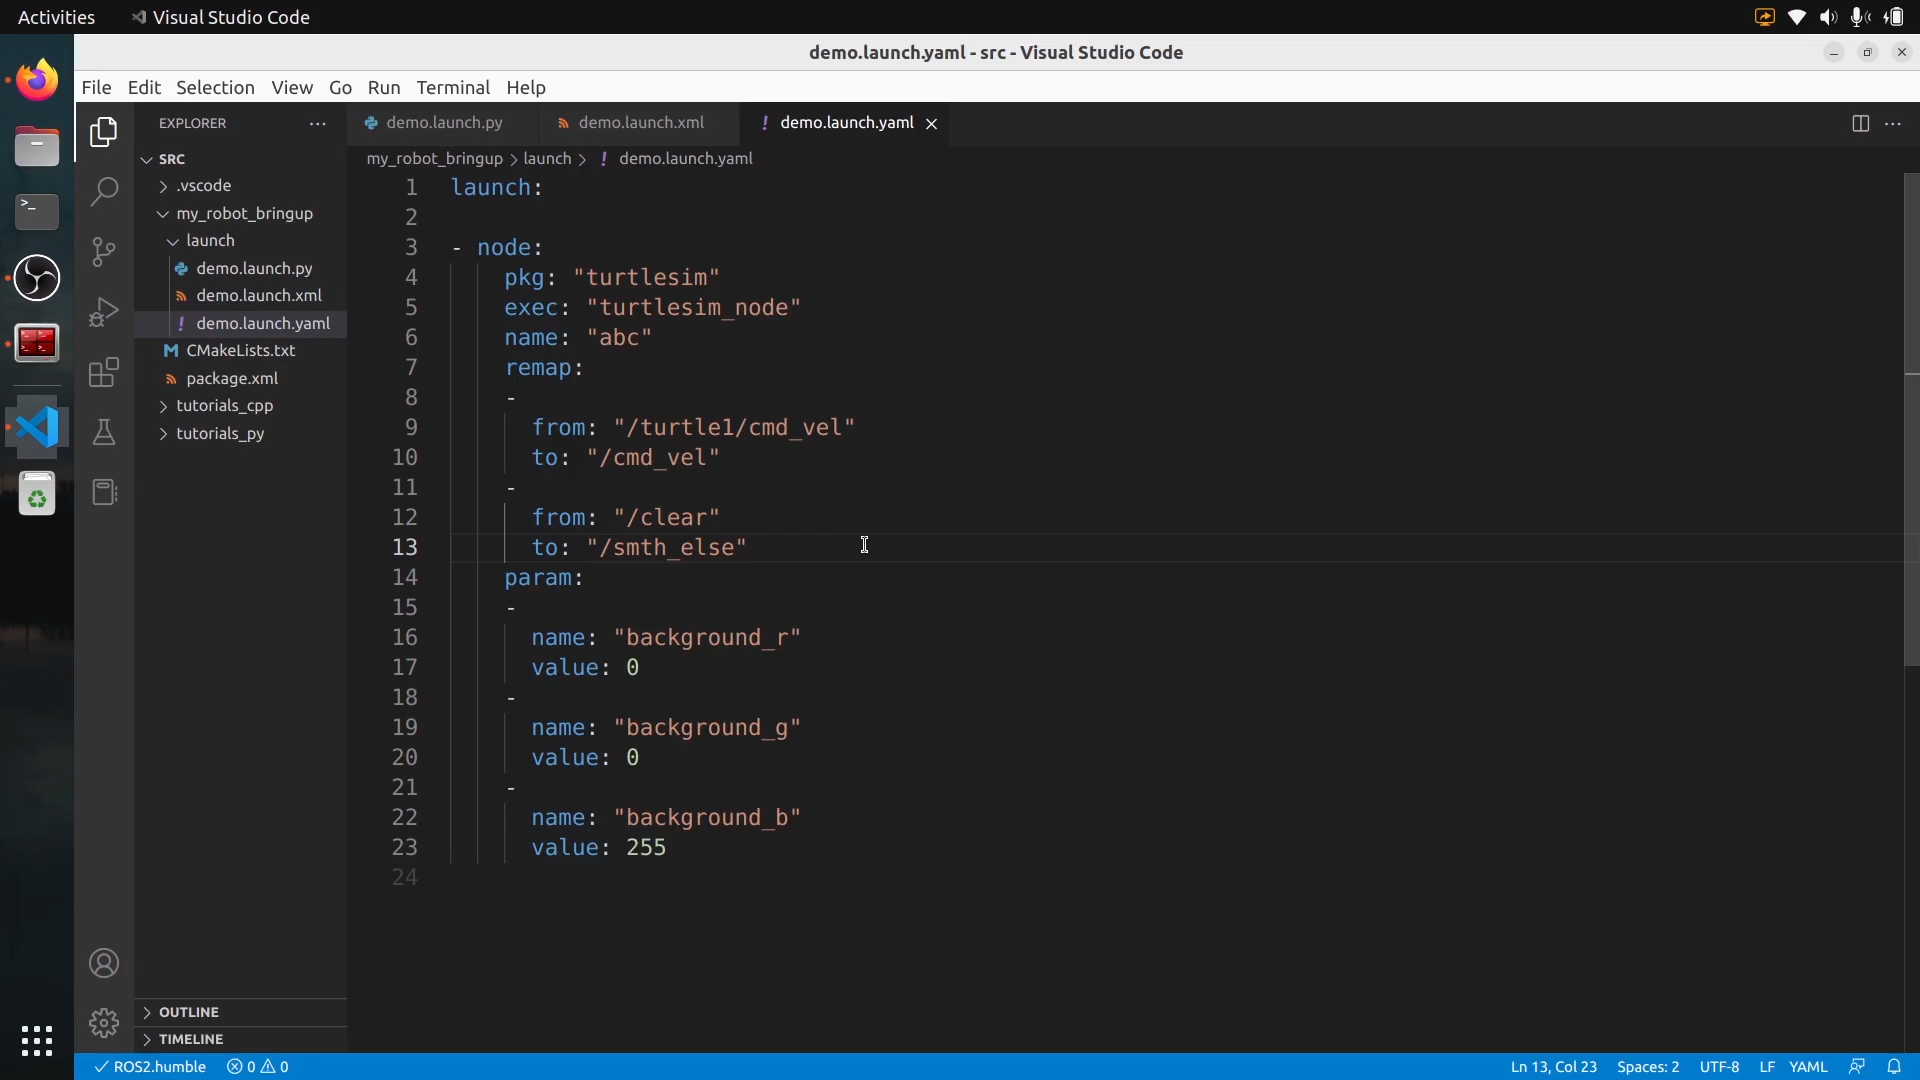 Activities
Visual Studio Code
demo.launch.yaml - src - Visual Studio Code
File Edit Selection View Go Run Terminal Help
EXPLORER
SRC
.vscode
my_robot_bringup
launch
demo.launch.py
demo.launch.xml
demo.launch.yaml
CMakeLists.txt
package.xml
tutorials_cpp
tutorials_py
OUTLINE
TIMELINE
demo.launch.py
demo.launch.xml
demo.launch.yaml
my_robot_bringup > launch > ! demo.launch.yaml
1 launch:
2
3 - node:
4 pkg: "turtlesim"
5 exec: "turtlesim_node"
6 name: "abc"
7 remap:
8 -
9 from: "/turtle1/cmd_vel"
10 to: "/cmd_vel"
11 -
12 from: "/clear"
13 to: "/smth_else"
14 param:
15 -
16 name: "background_r"
17 value: 0
18 -
19 name: "background_g"
20 value: 0
21 -
22 name: "background_b"
23 value: 255
24
ROS2.humble 0 0 Ln 13, Col 23 Spaces: 2 UTF-8 LF YAML